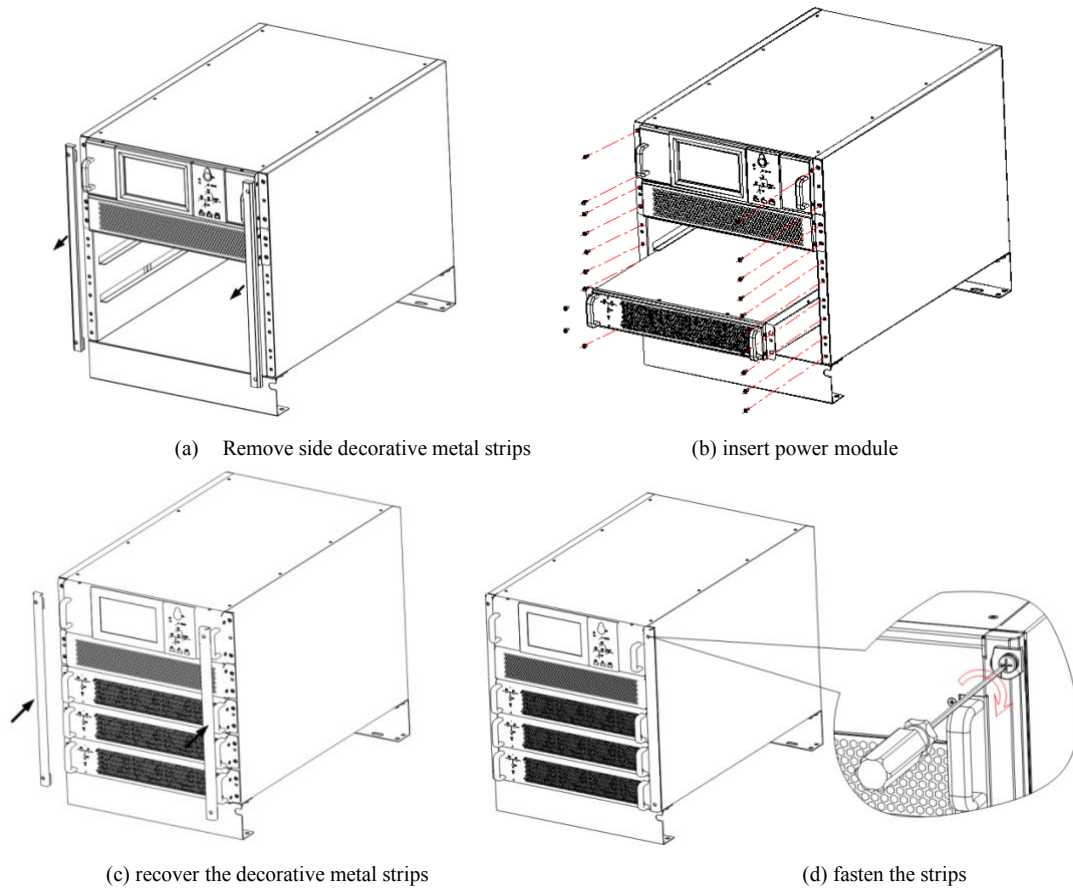 (a) Remove side decorative metal strips
(b) insert power module
(c) recover the decorative metal strips
(d) fasten the strips